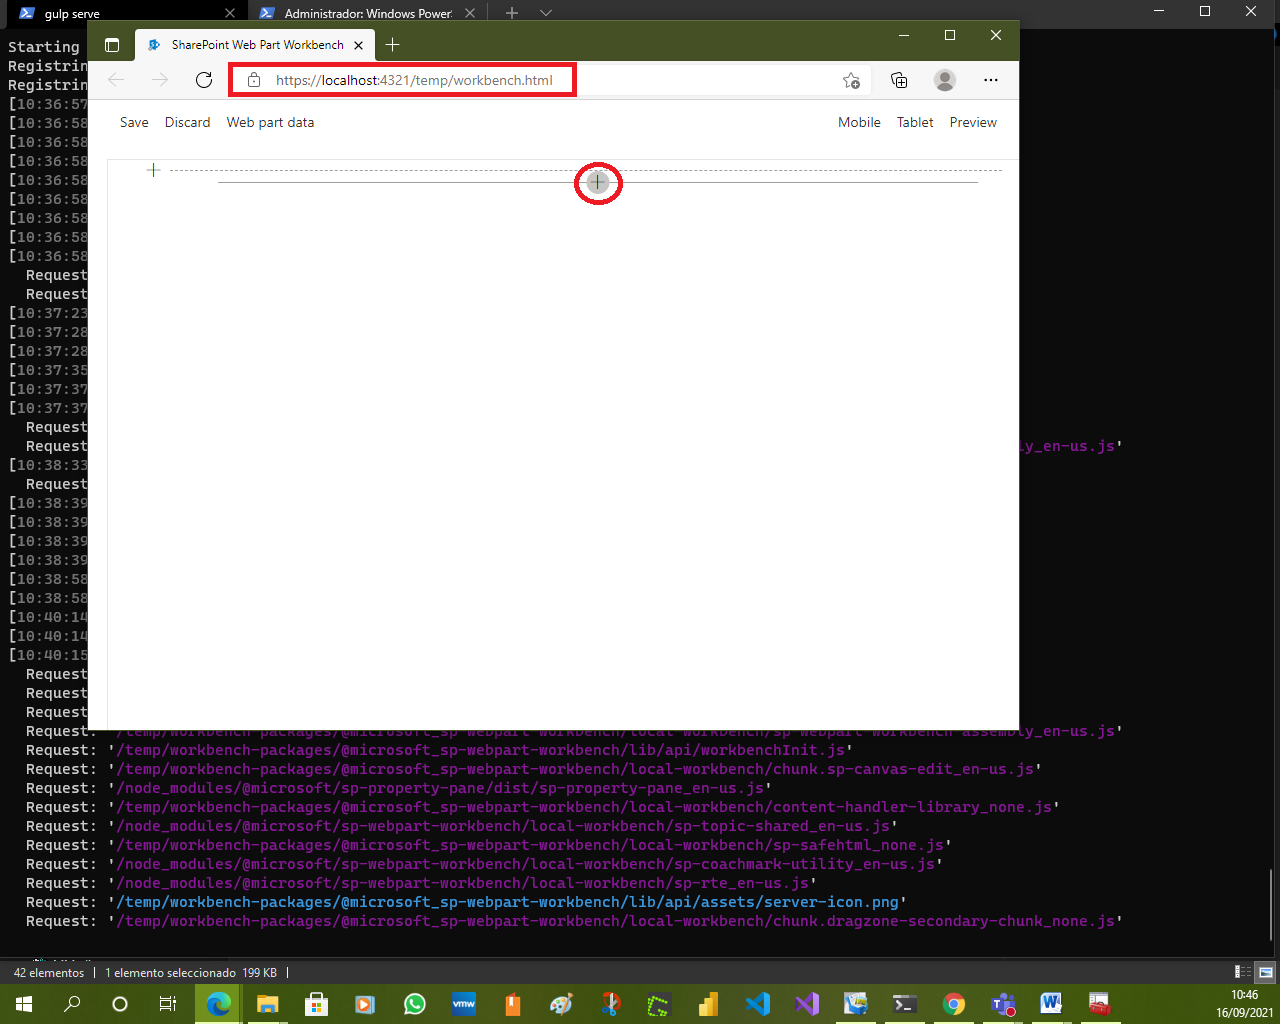 gulp serve
Administrador: Windows PowerS
SharePoint Web Part Workbench
https://localhost:4321/temp/workbench.html
Save Discard Web part data Mobile Tablet Preview
Starting
Registrin
Registrin
[10:36:57
[10:36:58
[10:36:58
[10:36:58
[10:36:58
[10:36:58
[10:36:58
[10:36:58
[10:36:58
Request
Request
[10:37:23
[10:37:28
[10:37:28
[10:37:35
[10:37:37
[10:37:37
Request
Request ly_en-us.js'
[10:38:33
Request
[10:38:39
[10:38:39
[10:38:39
[10:38:39
[10:38:58
[10:38:58
[10:40:14
[10:40:14
[10:40:15
Request
Request
Request
Request: '/temp/workbench-packages/@microsoft_sp-webpart-workbench/local-workbench/sp-webpart-workbench-assembly_en-us.js'
Request: '/temp/workbench-packages/@microsoft_sp-webpart-workbench/lib/api/workbenchInit.js'
Request: '/temp/workbench-packages/@microsoft_sp-webpart-workbench/local-workbench/chunk.sp-canvas-edit_en-us.js'
Request: '/node_modules/@microsoft/sp-property-pane/dist/sp-property-pane_en-us.js'
Request: '/temp/workbench-packages/@microsoft_sp-webpart-workbench/local-workbench/content-handler-library_none.js'
Request: '/node_modules/@microsoft/sp-webpart-workbench/local-workbench/sp-topic-shared_en-us.js'
Request: '/temp/workbench-packages/@microsoft_sp-webpart-workbench/local-workbench/sp-safehtml_none.js'
Request: '/node_modules/@microsoft/sp-webpart-workbench/local-workbench/sp-coachmark-utility_en-us.js'
Request: '/node_modules/@microsoft/sp-webpart-workbench/local-workbench/sp-rte_en-us.js'
Request: '/temp/workbench-packages/@microsoft_sp-webpart-workbench/lib/api/assets/server-icon.png'
Request: '/temp/workbench-packages/@microsoft_sp-webpart-workbench/local-workbench/chunk.dragzone-secondary-chunk_none.js'
42 elementos 1 elemento seleccionado 199 KB
vmw
10:46
16/09/2021